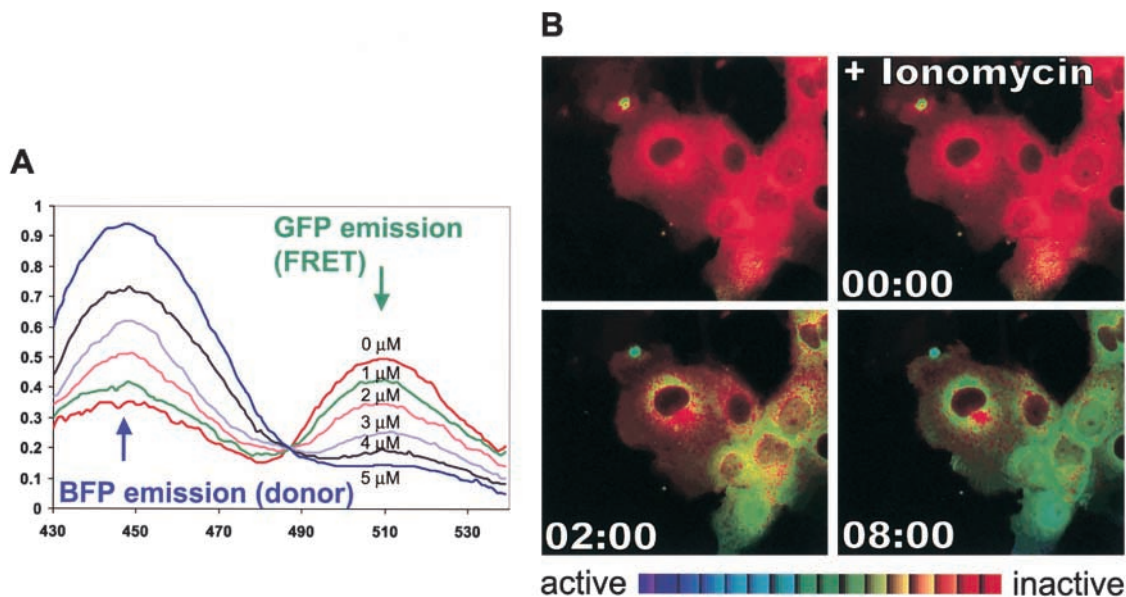 A
1
0.9
0.8
0.7
0.6
0.5
0.4
0.3
0.2
0.1
0
430 450 470 490 510 530
GFP emission
(FRET)
0 µM
1 µM
2 µM
3 µM
4 µM
5 µM
BFP emission (donor)
B
+ Ionomycin
00:00
02:00
08:00
active inactive